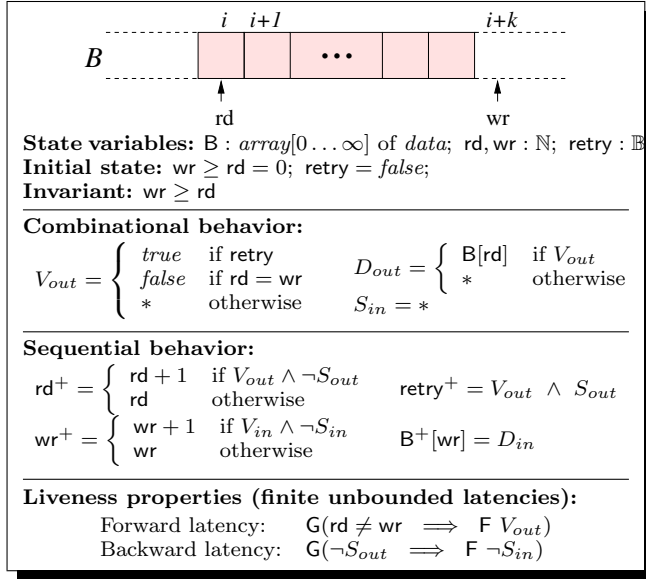 i i+1 i+k
B •••
rd wr
State variables: B : array[0 . . . ∞] of data; rd, wr : ℕ; retry : 𝔹
Initial state: wr ≥ rd = 0; retry = false;
Invariant: wr ≥ rd
Combinational behavior:
V_out = { true if retry
false if rd = wr
* otherwise
D_out = { B[rd] if V_out
* otherwise
S_in = *
Sequential behavior:
rd⁺ = { rd + 1 if V_out ∧ ¬S_out
rd otherwise
retry⁺ = V_out ∧ S_out
wr⁺ = { wr + 1 if V_in ∧ ¬S_in
wr otherwise
B⁺[wr] = D_in
Liveness properties (finite unbounded latencies):
Forward latency: G(rd ≠ wr ⟹ F V_out)
Backward latency: G(¬S_out ⟹ F ¬S_in)